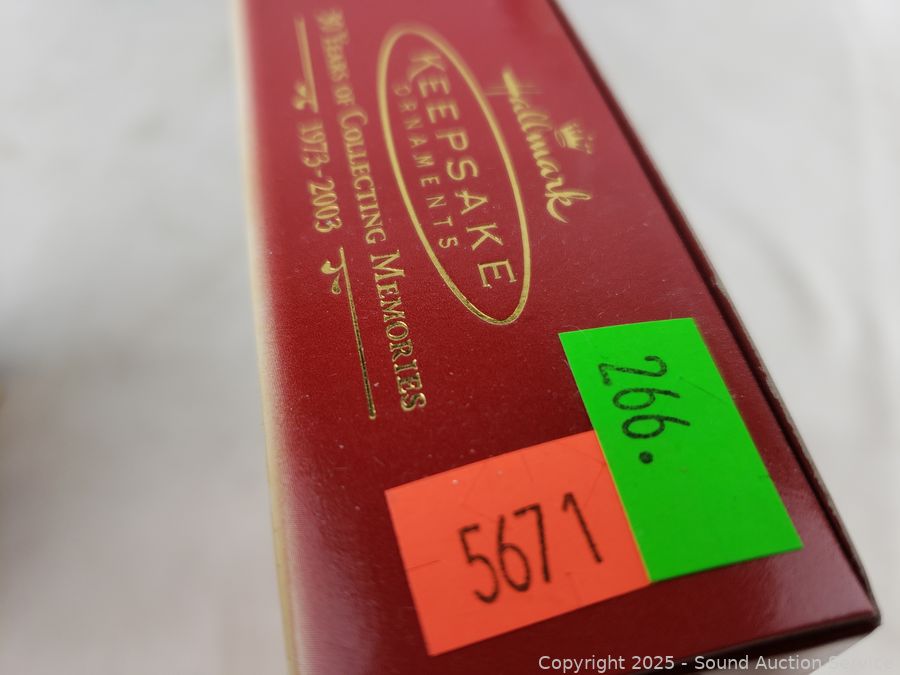 Hallmark
KEEPSAKE
ORNAMENTS
30 YEARS OF COLLECTING MEMORIES
1973-2003
266.
5671
Copyright 2025 - Sound Auction Service